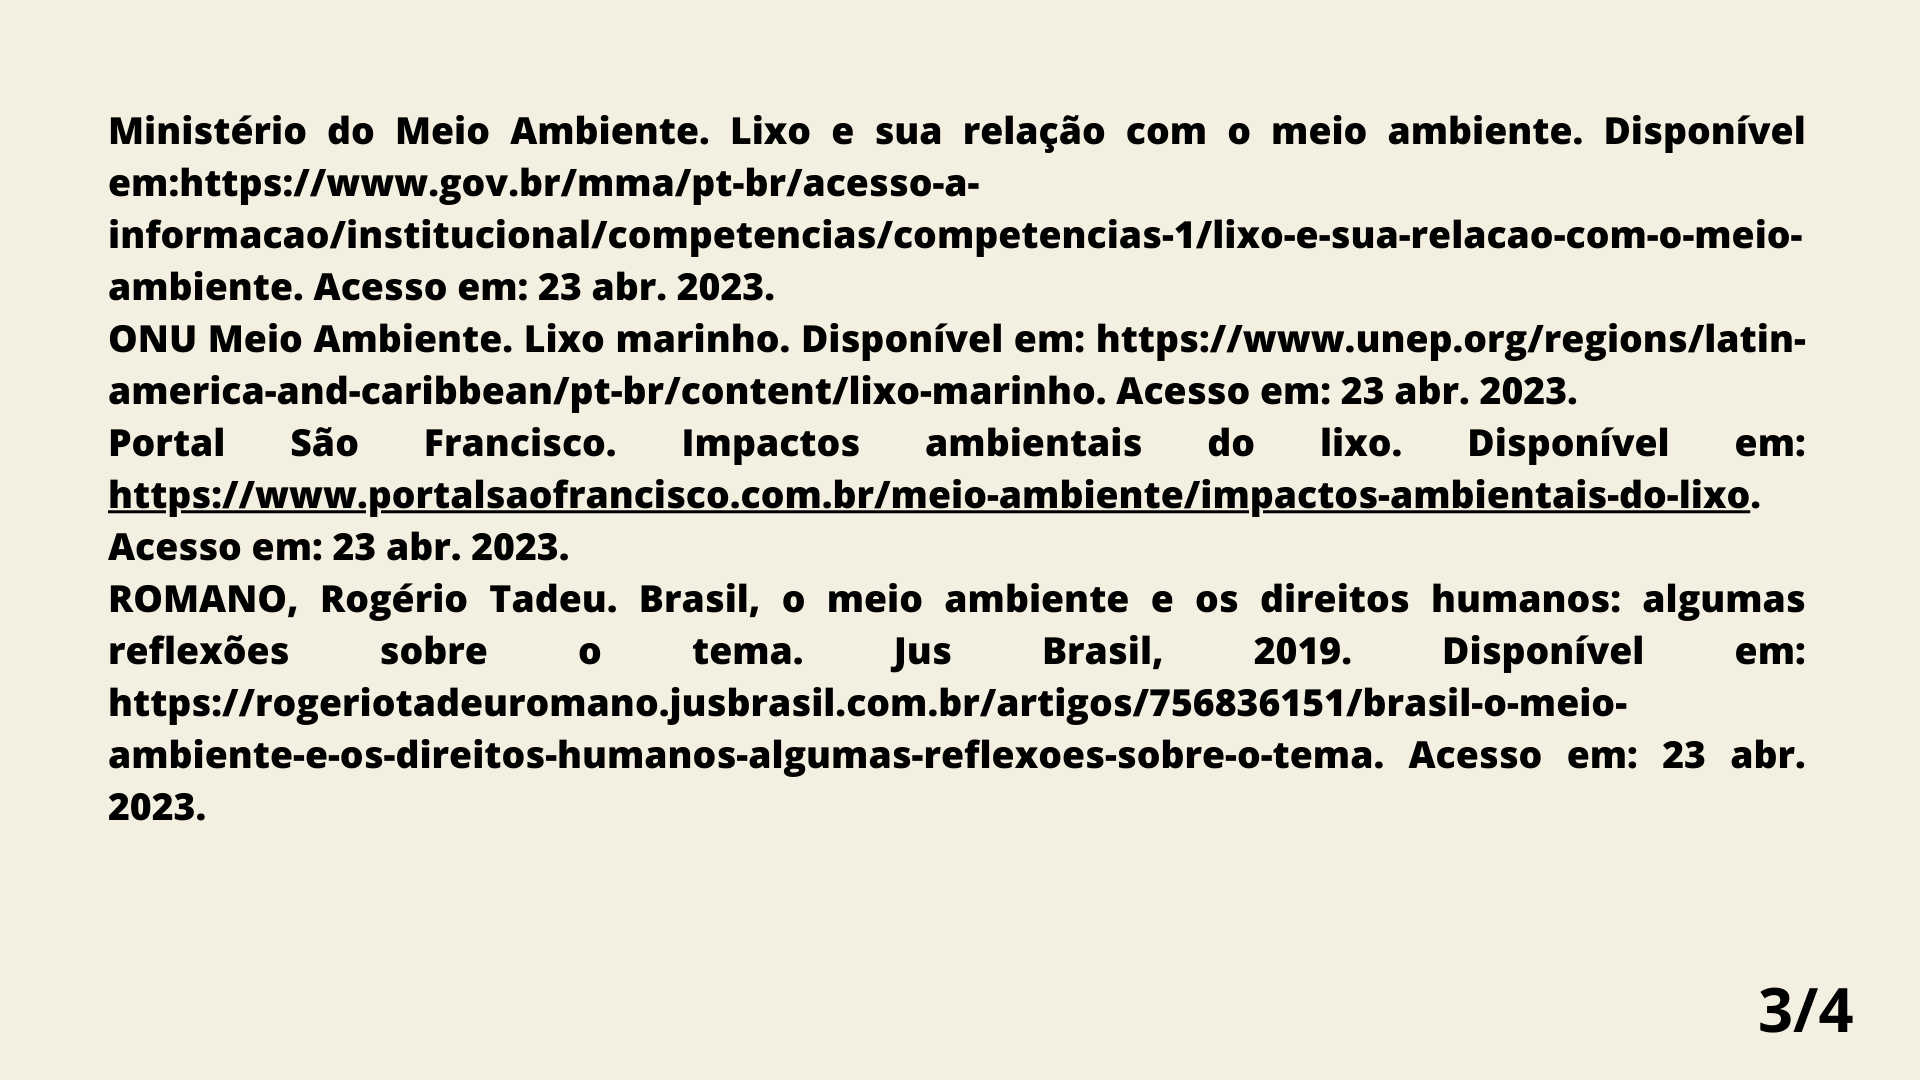 Ministério do Meio Ambiente. Lixo e sua relação com o meio ambiente. Disponível
em:https://www.gov.br/mma/pt-br/acesso-a-
informacao/institucional/competencias/competencias-1/lixo-e-sua-relacao-com-o-meio-
ambiente. Acesso em: 23 abr. 2023.
ONU Meio Ambiente. Lixo marinho. Disponível em: https://www.unep.org/regions/latin-
america-and-caribbean/pt-br/content/lixo-marinho. Acesso em: 23 abr. 2023.
Portal São Francisco. Impactos ambientais do lixo. Disponível em:
https://www.portalsaofrancisco.com.br/meio-ambiente/impactos-ambientais-do-lixo.
Acesso em: 23 abr. 2023.
ROMANO, Rogério Tadeu. Brasil, o meio ambiente e os direitos humanos: algumas
reflexões sobre o tema. Jus Brasil, 2019. Disponível em:
https://rogeriotadeuromano.jusbrasil.com.br/artigos/756836151/brasil-o-meio-
ambiente-e-os-direitos-humanos-algumas-reflexoes-sobre-o-tema. Acesso em: 23 abr.
2023.
3/4